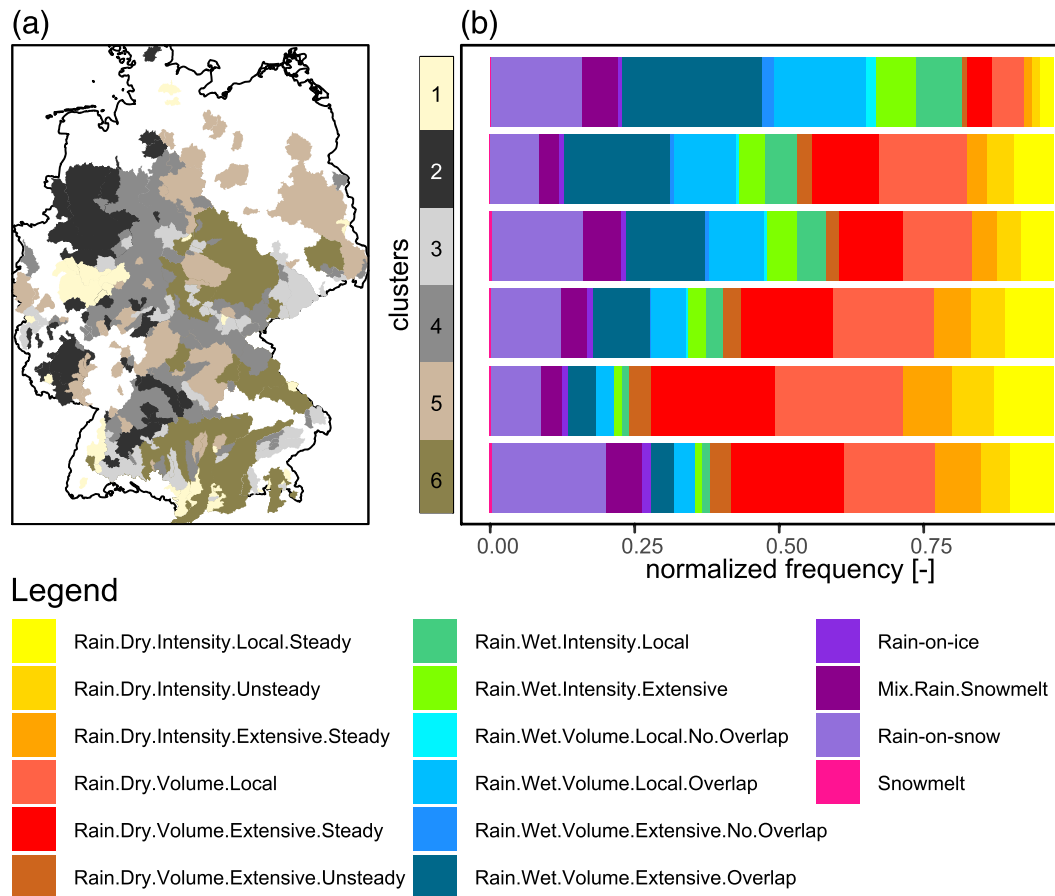 (a)
(b)
1
2
3
4
5
6
clusters
0.00 0.25 0.50 0.75
normalized frequency [-]
Legend
Rain.Dry.Intensity.Local.Steady
Rain.Dry.Intensity.Unsteady
Rain.Dry.Intensity.Extensive.Steady
Rain.Dry.Volume.Local
Rain.Dry.Volume.Extensive.Steady
Rain.Dry.Volume.Extensive.Unsteady
Rain.Wet.Intensity.Local
Rain.Wet.Intensity.Extensive
Rain.Wet.Volume.Local.No.Overlap
Rain.Wet.Volume.Local.Overlap
Rain.Wet.Volume.Extensive.No.Overlap
Rain.Wet.Volume.Extensive.Overlap
Rain-on-ice
Mix.Rain.Snowmelt
Rain-on-snow
Snowmelt